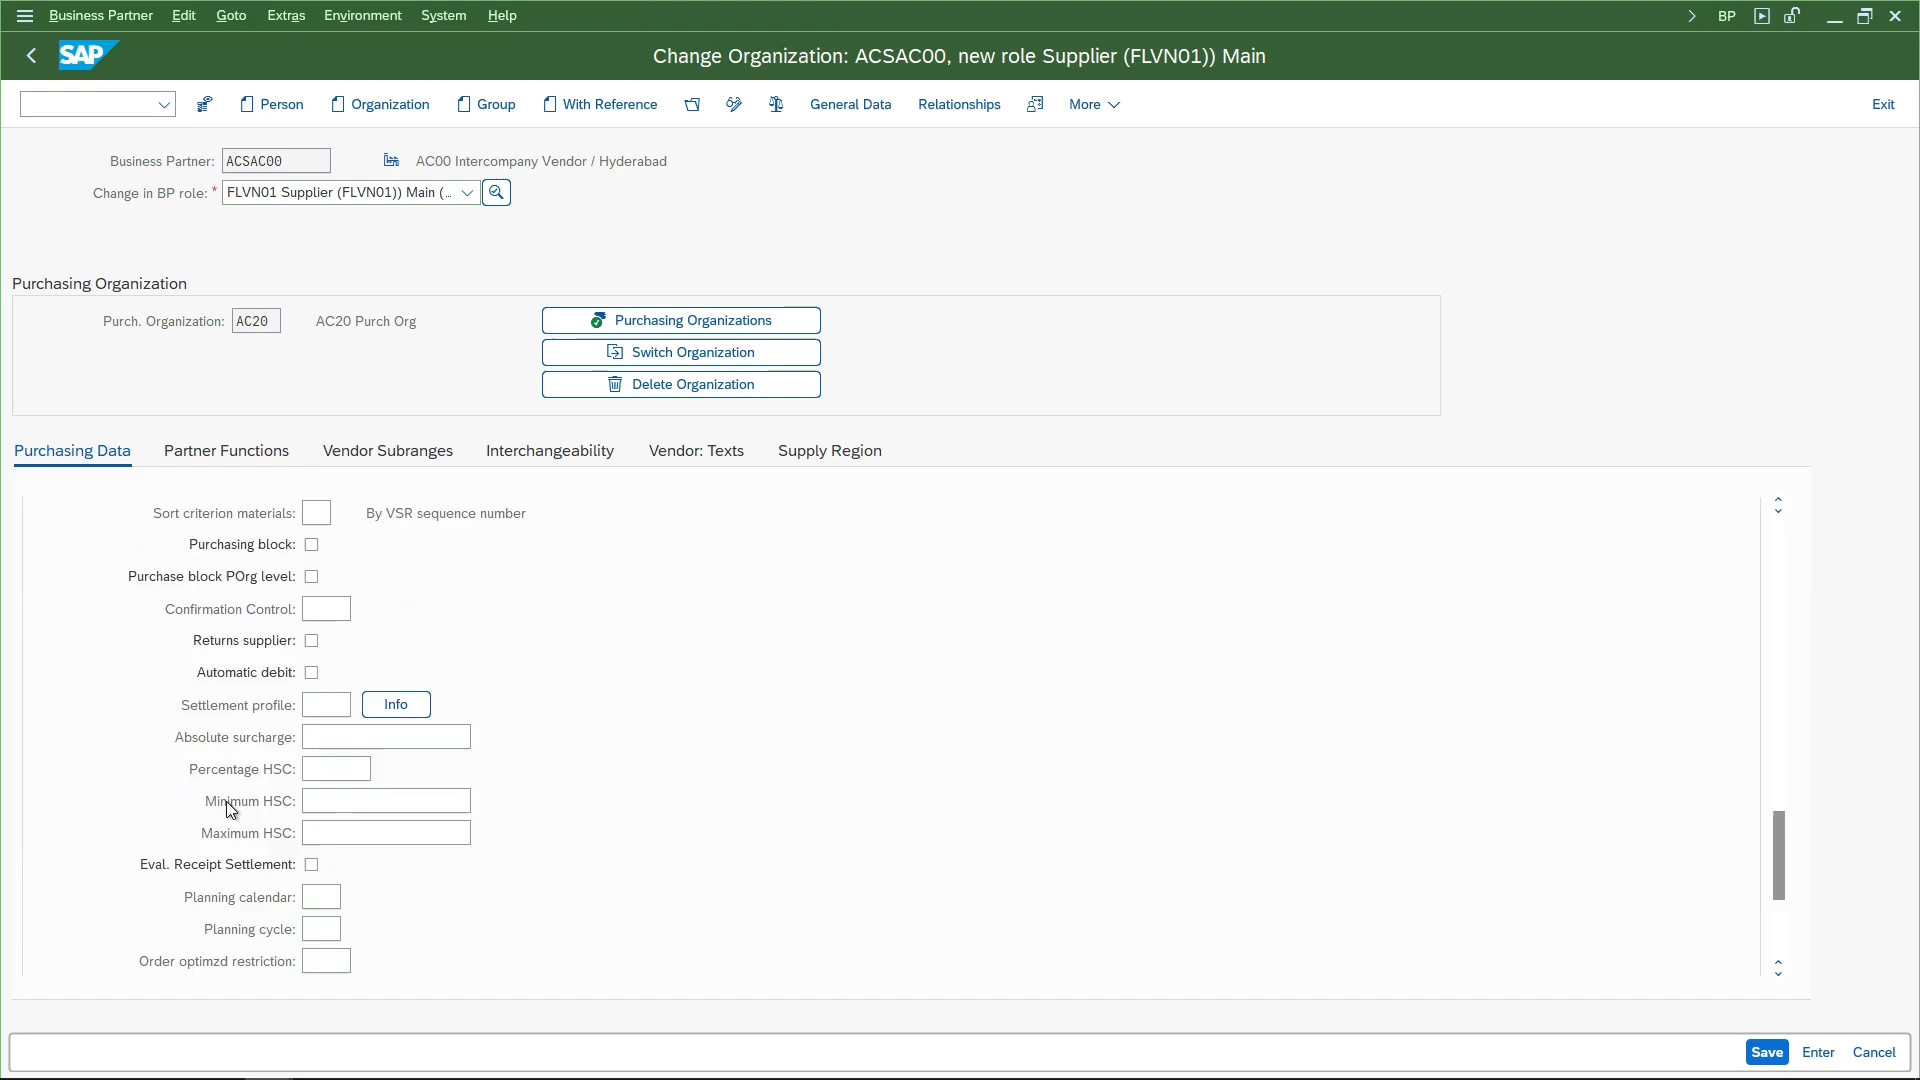 Business Partner Edit Goto Extras Environment System Help BP
SAP Change Organization: ACSAC00, new role Supplier (FLVN01)) Main
Person Organization Group With Reference General Data Relationships More Exit
Business Partner: ACSAC00 AC00 Intercompany Vendor / Hyderabad
Change in BP role: * FLVN01 Supplier (FLVN01)) Main (...
Purchasing Organization
Purch. Organization: AC20 AC20 Purch Org Purchasing Organizations
Switch Organization
Delete Organization
Purchasing Data Partner Functions Vendor Subranges Interchangeability Vendor: Texts Supply Region
Sort criterion materials: By VSR sequence number
Purchasing block:
Purchase block POrg level:
Confirmation Control:
Returns supplier:
Automatic debit:
Settlement profile: Info
Absolute surcharge:
Percentage HSC:
Minimum HSC:
Maximum HSC:
Eval. Receipt Settlement:
Planning calendar:
Planning cycle:
Order optimzd restriction:
Save Enter Cancel